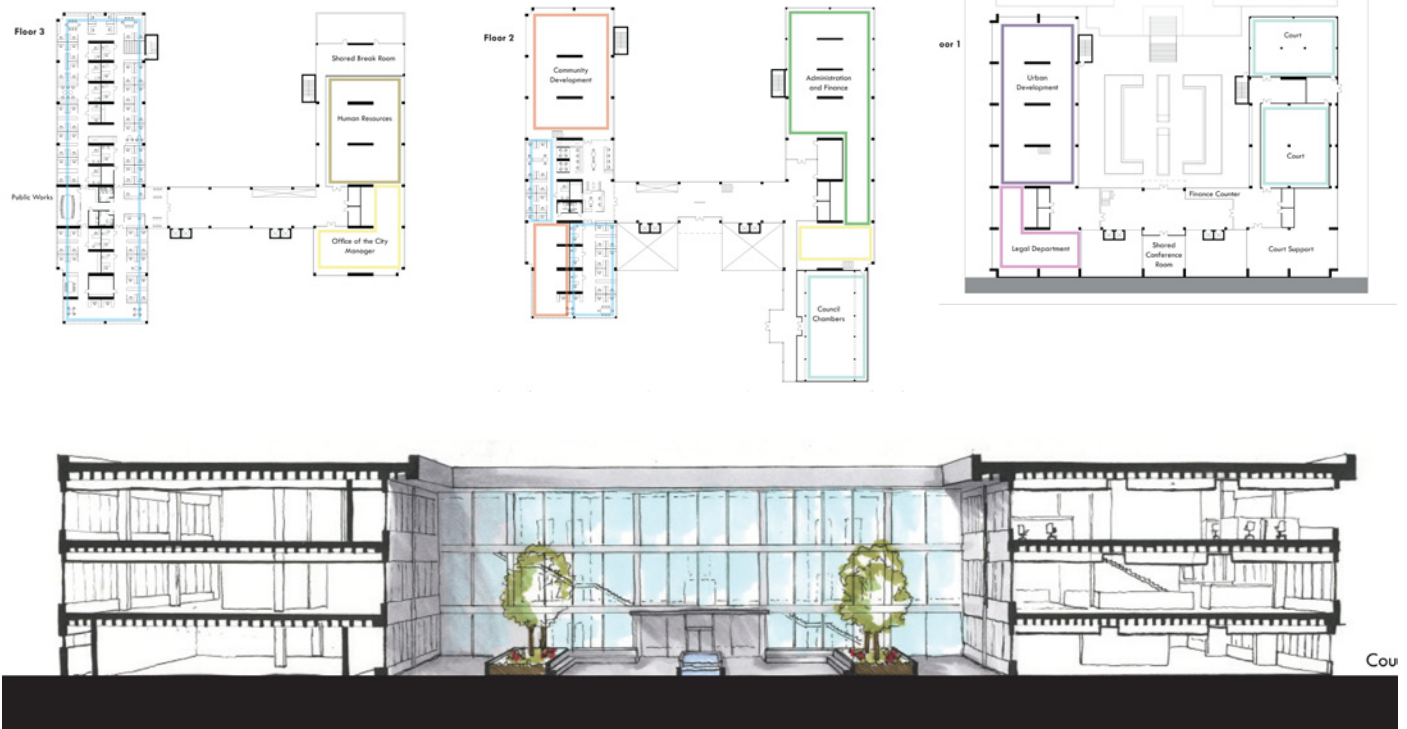 Floor 3
Shared Break Room
Human Resources
Public Works
Office of the City
Manager
Floor 2
Community
Development
Administration
and Finance
Council
Chambers
oor 1
Court
Urban
Development
Court
Finance Counter
Legal Department
Shared
Conference
Room
Court Support
Cou